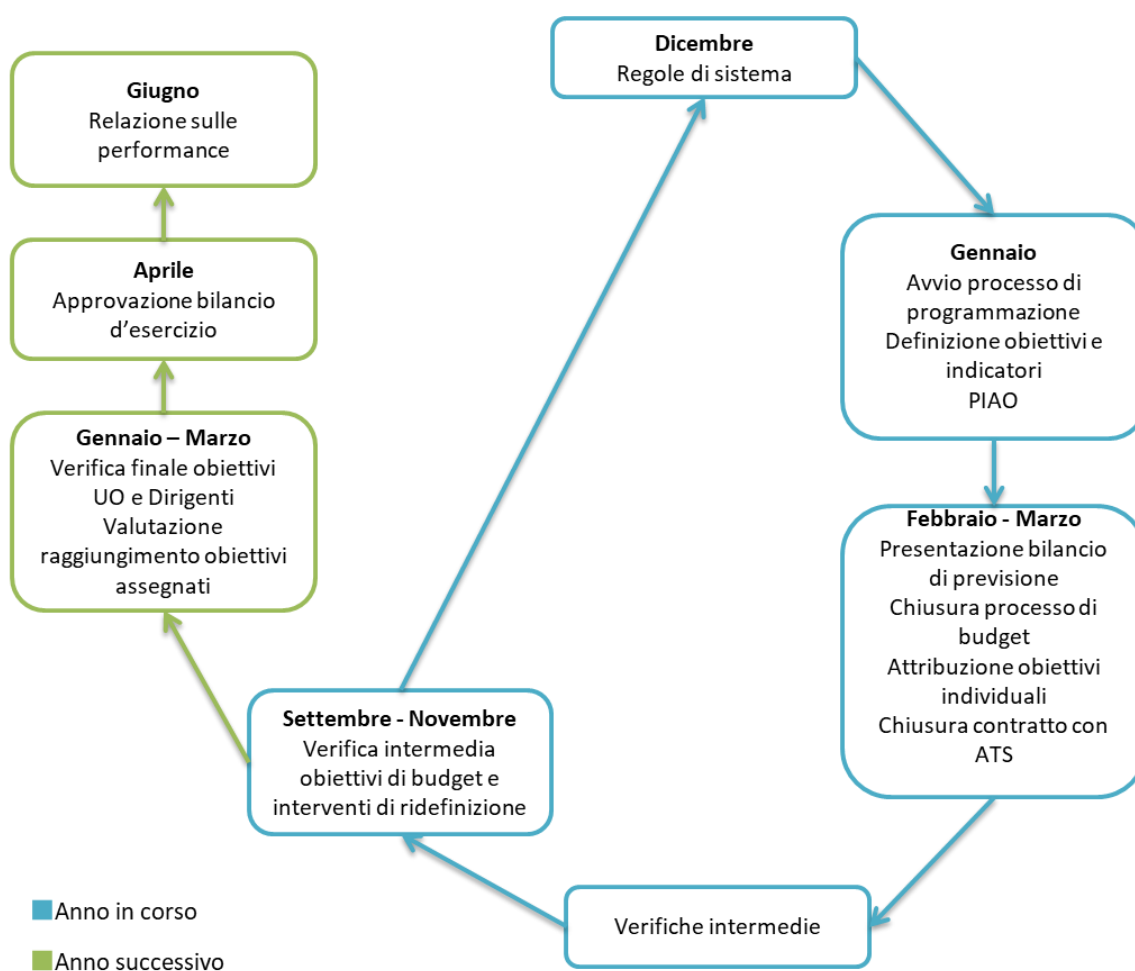 Dicembre
Regole di sistema
Giugno
Relazione sulle
performance
Gennaio
Avvio processo di
programmazione
Definizione obiettivi e
indicatori
PIAO
Aprile
Approvazione bilancio
d’esercizio
Gennaio – Marzo
Verifica finale obiettivi
UO e Dirigenti
Valutazione
raggiungimento obiettivi
assegnati
Febbraio - Marzo
Presentazione bilancio
di previsione
Chiusura processo di
budget
Attribuzione obiettivi
individuali
Chiusura contratto con
ATS
Settembre - Novembre
Verifica intermedia
obiettivi di budget e
interventi di ridefinizione
Verifiche intermedie
Anno in corso
Anno successivo